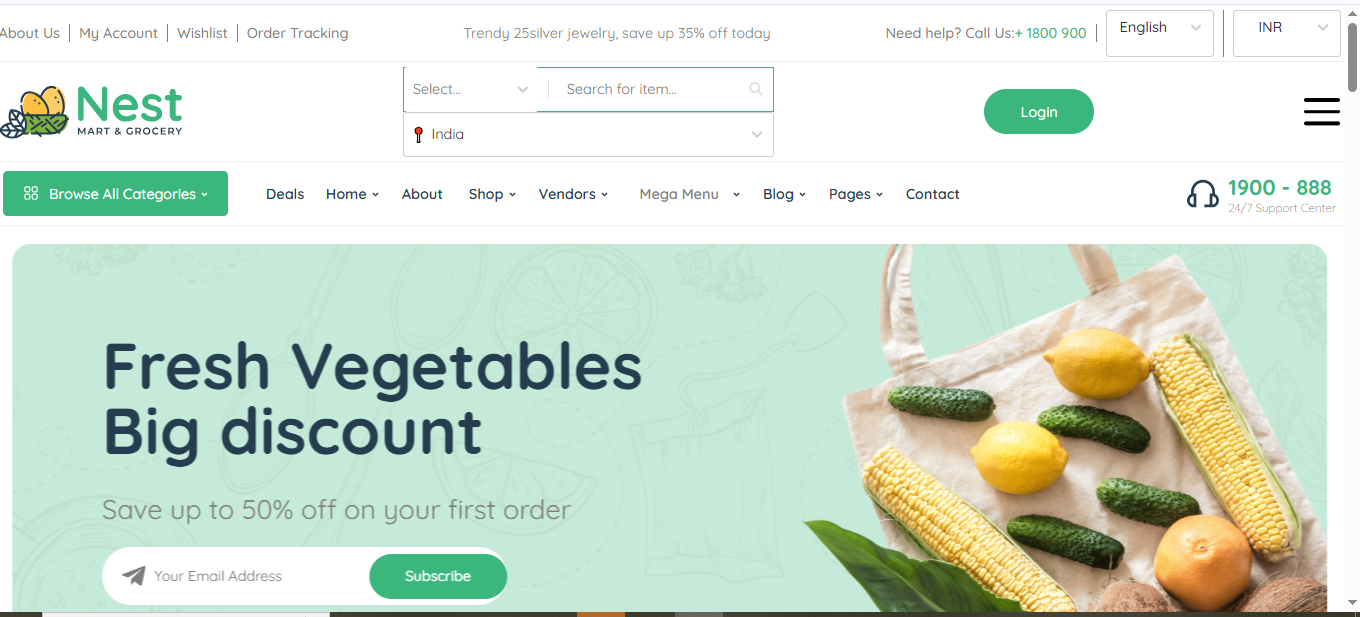 About Us | My Account | Wishlist | Order Tracking
Trendy 25silver jewelry, save up 35% off today
Need help? Call Us:+ 1800 900 |
English
INR
Nest
MART & GROCERY
Select...
Search for item...
India
Login
Browse All Categories
Deals Home About Shop Vendors Mega Menu Blog Pages Contact
1900 - 888
24/7 Support Center
Fresh Vegetables
Big discount
Save up to 50% off on your first order
Your Email Address
Subscribe